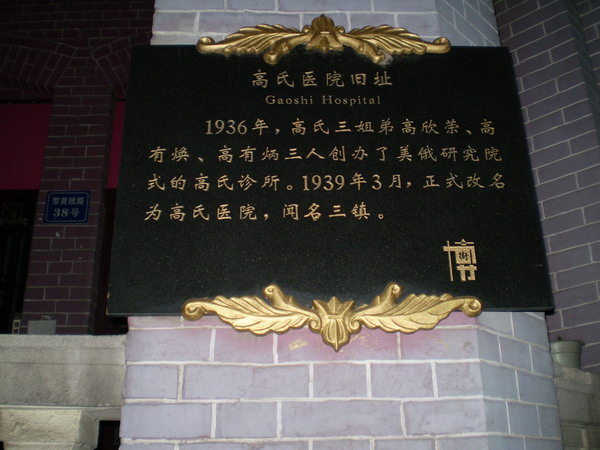 高氏医院旧址
Gaoshi Hospital
1936年，高氏三姐弟高欣荣、高
有焕、高有炳三人创办了美俄研究院
式的高氏诊所。1939年3月，正式改名
为高氏医院，闻名三镇。
黎黄陂路
38号